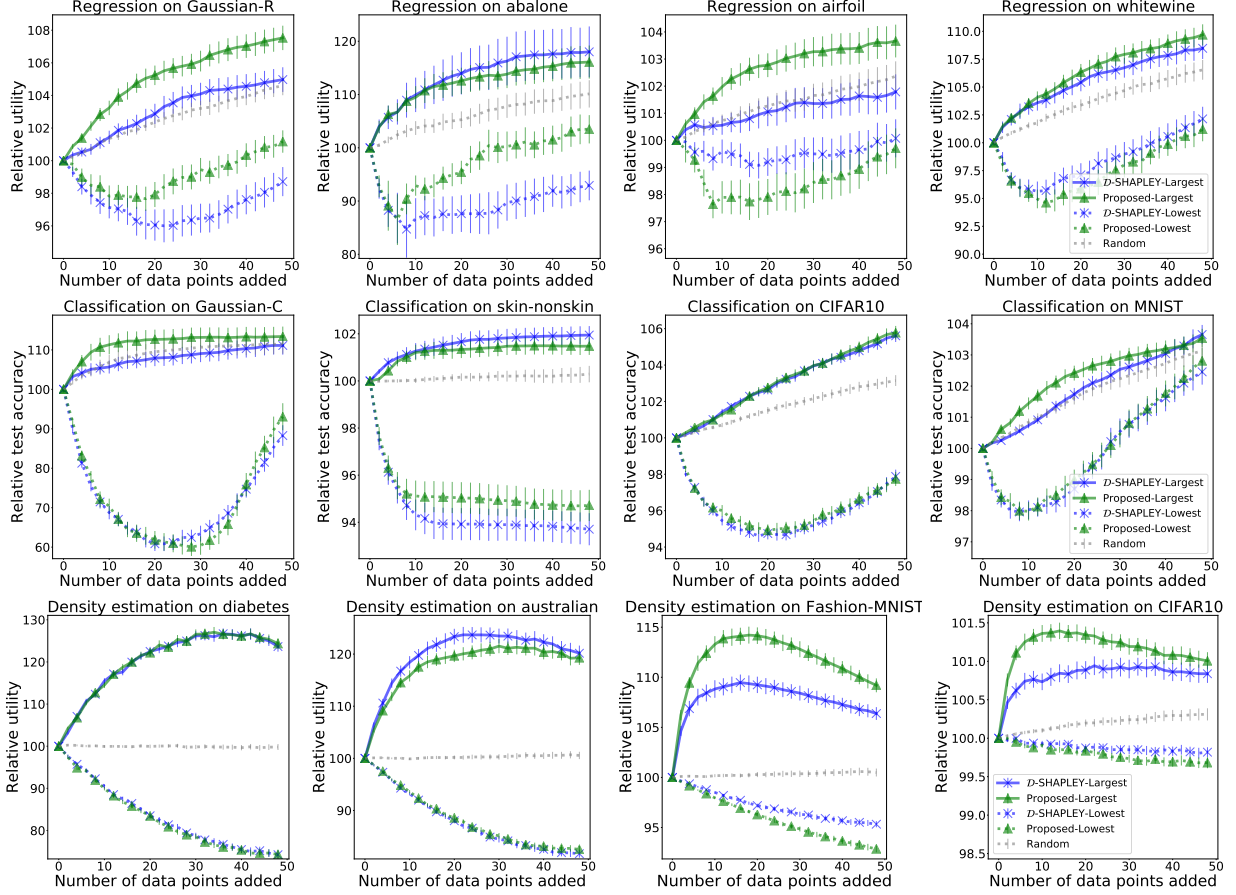 Regression on Gaussian-R
Relative utility
108
106
104
102
100
98
96
0 10 20 30 40 50
Number of data points added
Regression on abalone
Relative utility
120
110
100
90
80
0 10 20 30 40 50
Number of data points added
Regression on airfoil
Relative utility
104
103
102
101
100
99
98
97
96
0 10 20 30 40 50
Number of data points added
Regression on whitewine
Relative utility
110.0
107.5
105.0
102.5
100.0
97.5
95.0
92.5
90.0
D-SHAPLEY-Largest
Proposed-Largest
D-SHAPLEY-Lowest
Proposed-Lowest
Random
0 10 20 30 40 50
Number of data points added
Classification on Gaussian-C
Relative test accuracy
110
100
90
80
70
60
0 10 20 30 40 50
Number of data points added
Classification on skin-nonskin
Relative test accuracy
102
100
98
96
94
0 10 20 30 40 50
Number of data points added
Classification on CIFAR10
Relative test accuracy
106
104
102
100
98
96
94
0 10 20 30 40 50
Number of data points added
Classification on MNIST
Relative test accuracy
104
103
102
101
100
99
98
97
D-SHAPLEY-Largest
Proposed-Largest
D-SHAPLEY-Lowest
Proposed-Lowest
Random
0 10 20 30 40 50
Number of data points added
Density estimation on diabetes
Relative utility
130
120
110
100
90
80
0 10 20 30 40 50
Number of data points added
Density estimation on australian
Relative utility
120
110
100
90
0 10 20 30 40 50
Number of data points added
Density estimation on Fashion-MNIST
Relative utility
115
110
105
100
95
0 10 20 30 40 50
Number of data points added
Density estimation on CIFAR10
Relative utility
101.5
101.0
100.5
100.0
99.5
99.0
98.5
D-SHAPLEY-Largest
Proposed-Largest
D-SHAPLEY-Lowest
Proposed-Lowest
Random
0 10 20 30 40 50
Number of data points added